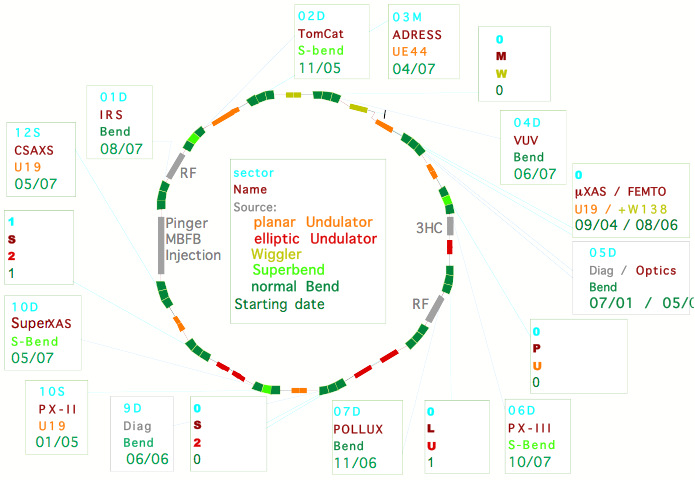 02D
TomCat
S-bend
11/05
03M
ADRESS
UE44
04/07
0
M
W
0
01D
IRS
Bend
08/07
04D
VUV
Bend
06/07
12S
CSAXS
U19
05/07
RF
sector
Name
Source:
planar Undulator
elliptic Undulator
Wiggler
Superbend
normal Bend
Starting date
0
μXAS / FEMTO
U19 / +W138
09/04 / 08/06
1
S
2
1
Pinger
MBFB
Injection
3HC
05D
Diag / Optics
Bend
07/01 / 05/0
RF
10D
SuperXAS
S-Bend
05/07
0
P
U
0
10S
PX-II
U19
01/05
9D
Diag
Bend
06/06
0
S
2
0
07D
POLLUX
Bend
11/06
0
L
U
1
06D
PX-III
S-Bend
10/07